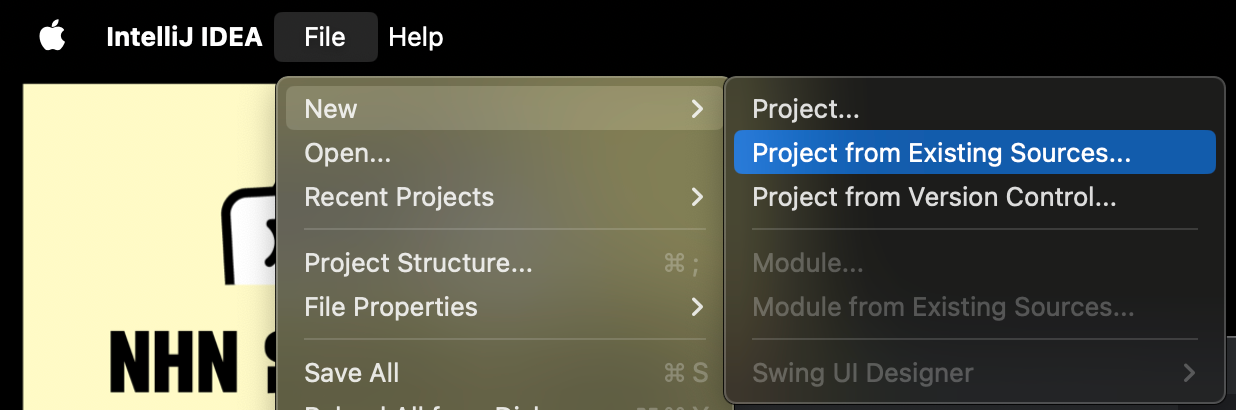 IntelliJ IDEA File Help
New
Open...
Recent Projects
Project Structure... ⌘ ;
File Properties
Save All ⌘ S
Project...
Project from Existing Sources...
Project from Version Control...
Module...
Module from Existing Sources...
Swing UI Designer
NHN